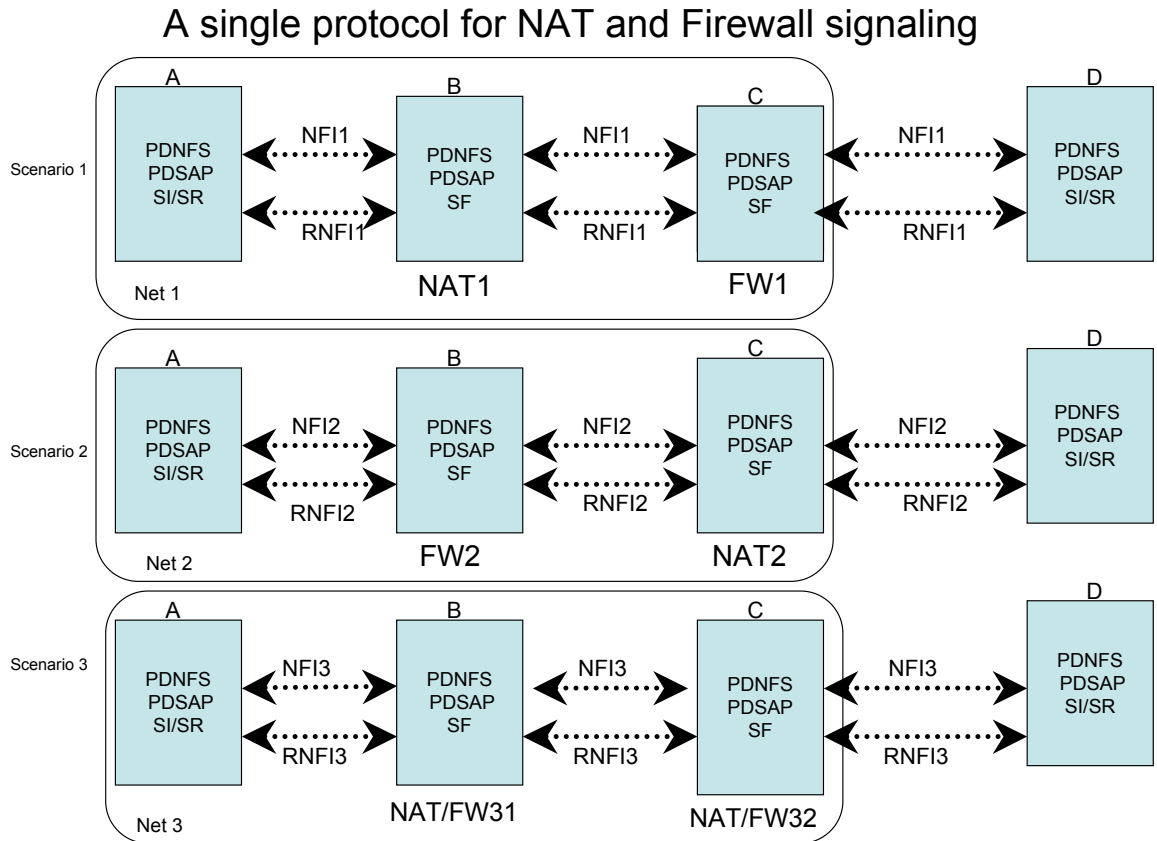 A single protocol for NAT and Firewall signaling
A
B
C
D
Scenario 1
PDNFS
PDSAP
SI/SR
NFI1
RNFI1
PDNFS
PDSAP
SF
NFI1
RNFI1
PDNFS
PDSAP
SF
NFI1
RNFI1
PDNFS
PDSAP
SI/SR
Net 1
NAT1
FW1
A
B
C
D
Scenario 2
PDNFS
PDSAP
SI/SR
NFI2
RNFI2
PDNFS
PDSAP
SF
NFI2
RNFI2
PDNFS
PDSAP
SF
NFI2
RNFI2
PDNFS
PDSAP
SI/SR
Net 2
FW2
NAT2
A
B
C
D
Scenario 3
PDNFS
PDSAP
SI/SR
NFI3
RNFI3
PDNFS
PDSAP
SF
NFI3
RNFI3
PDNFS
PDSAP
SF
NFI3
RNFI3
PDNFS
PDSAP
SI/SR
Net 3
NAT/FW31
NAT/FW32